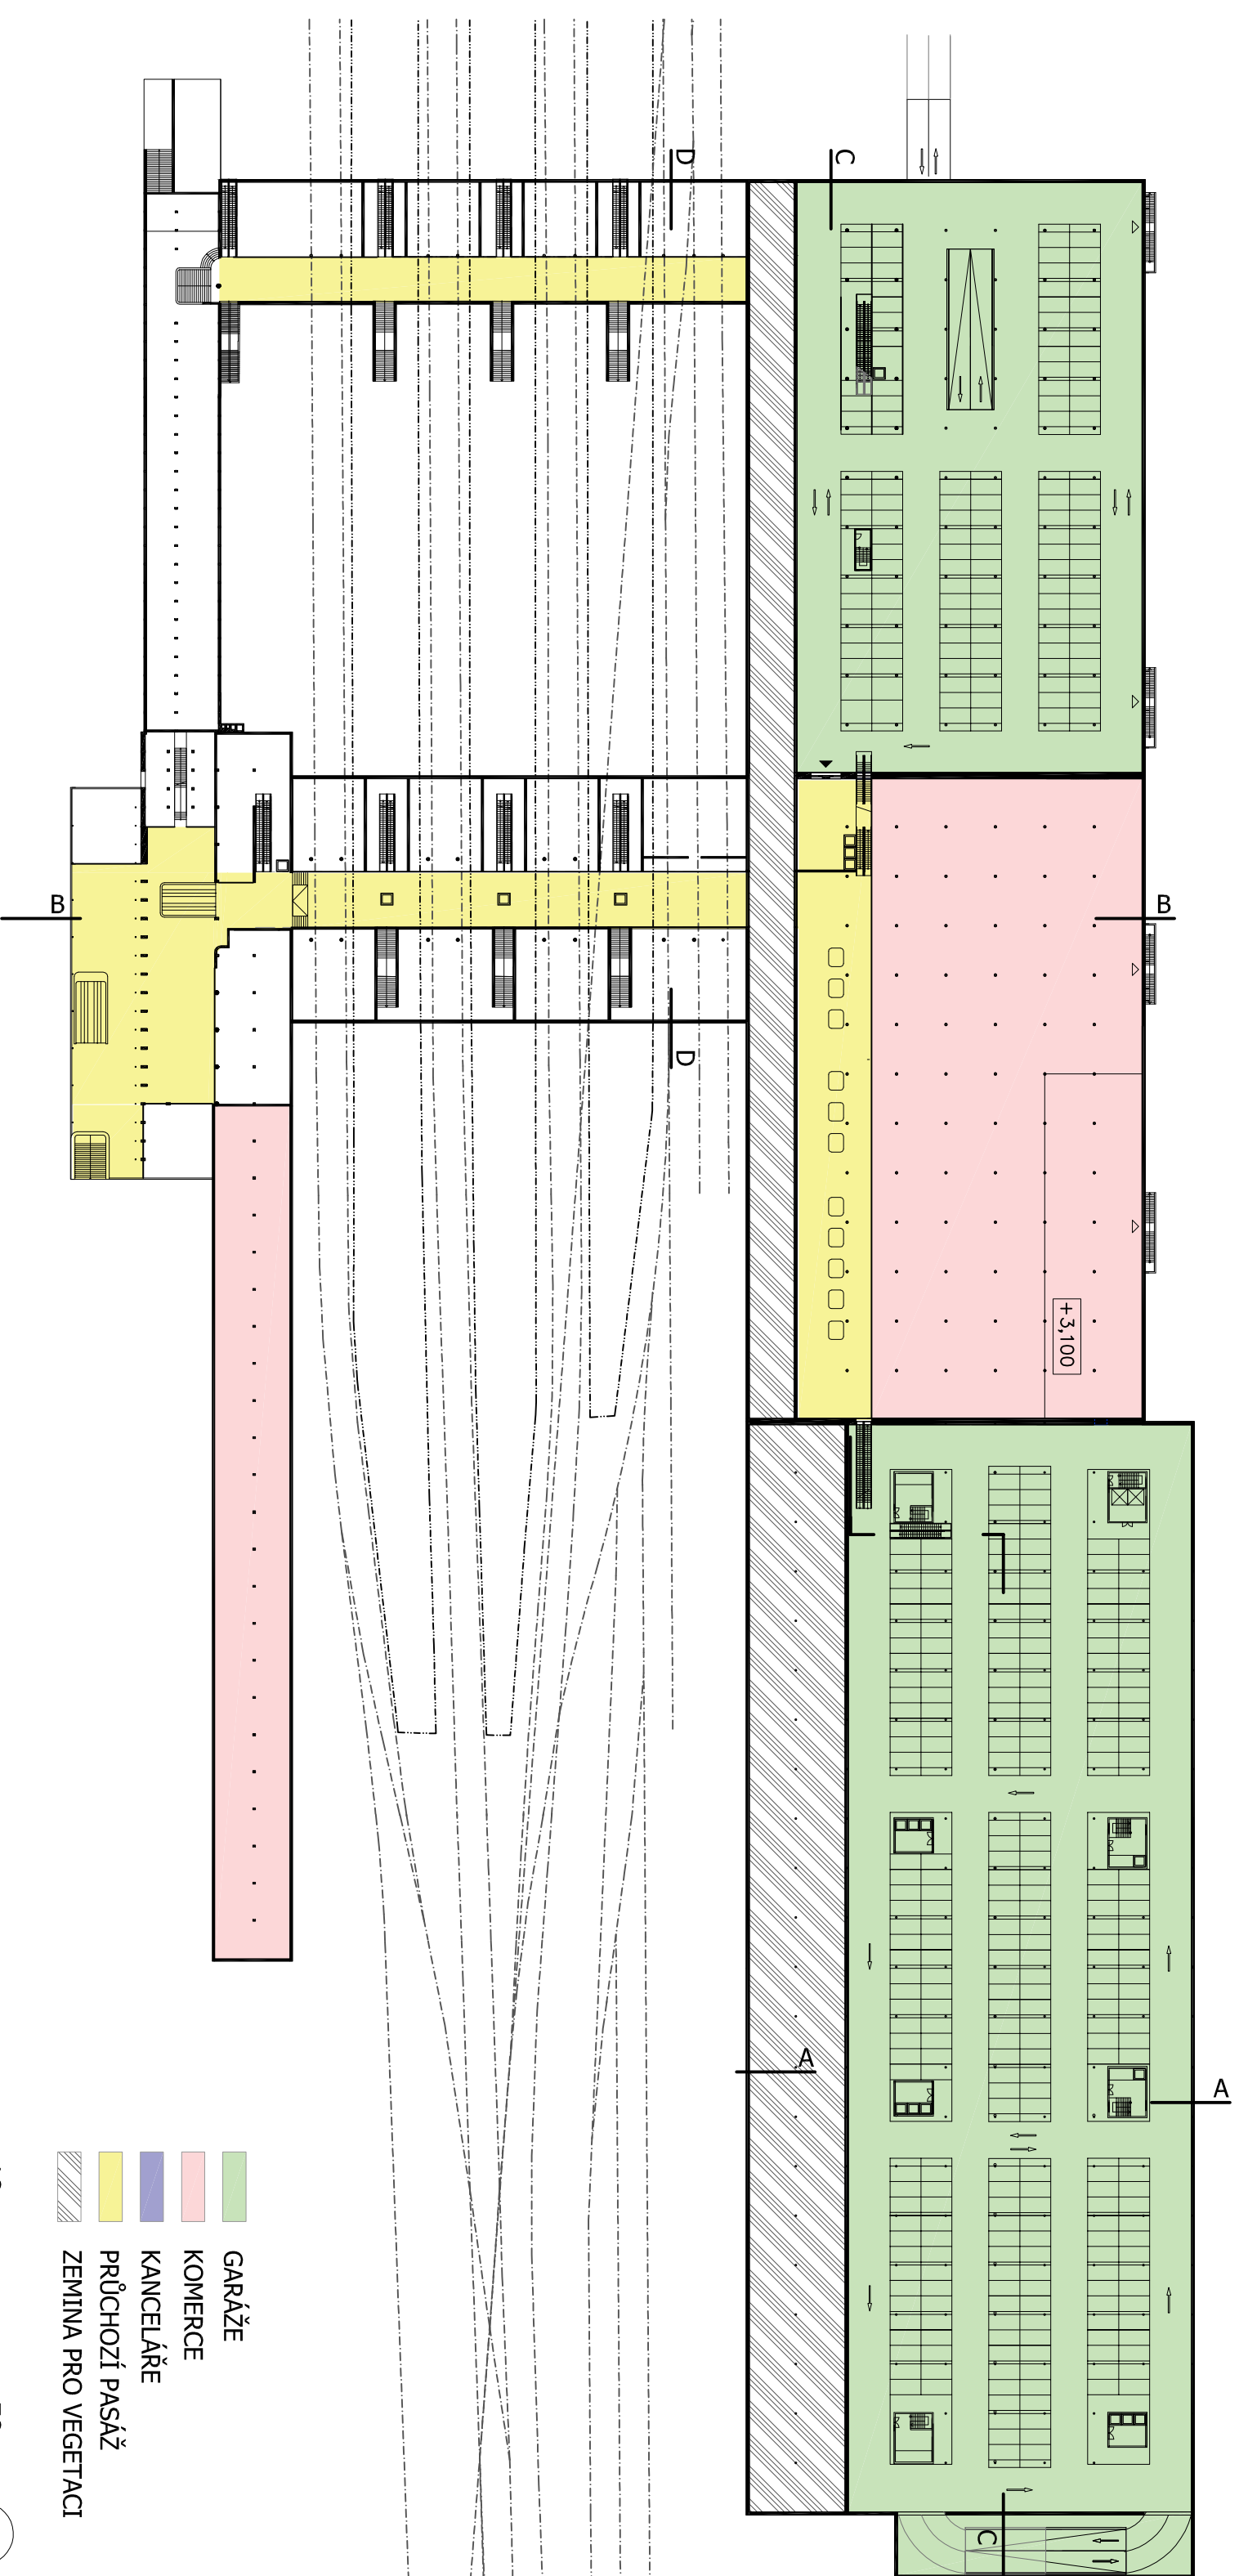 D
C
B
B
D
+3,100
A
A
C
GARÁŽE
KOMERCE
KANCELÁŘE
PRŮCHOZÍ PASÁŽ
ZEMINA PRO VEGETACI